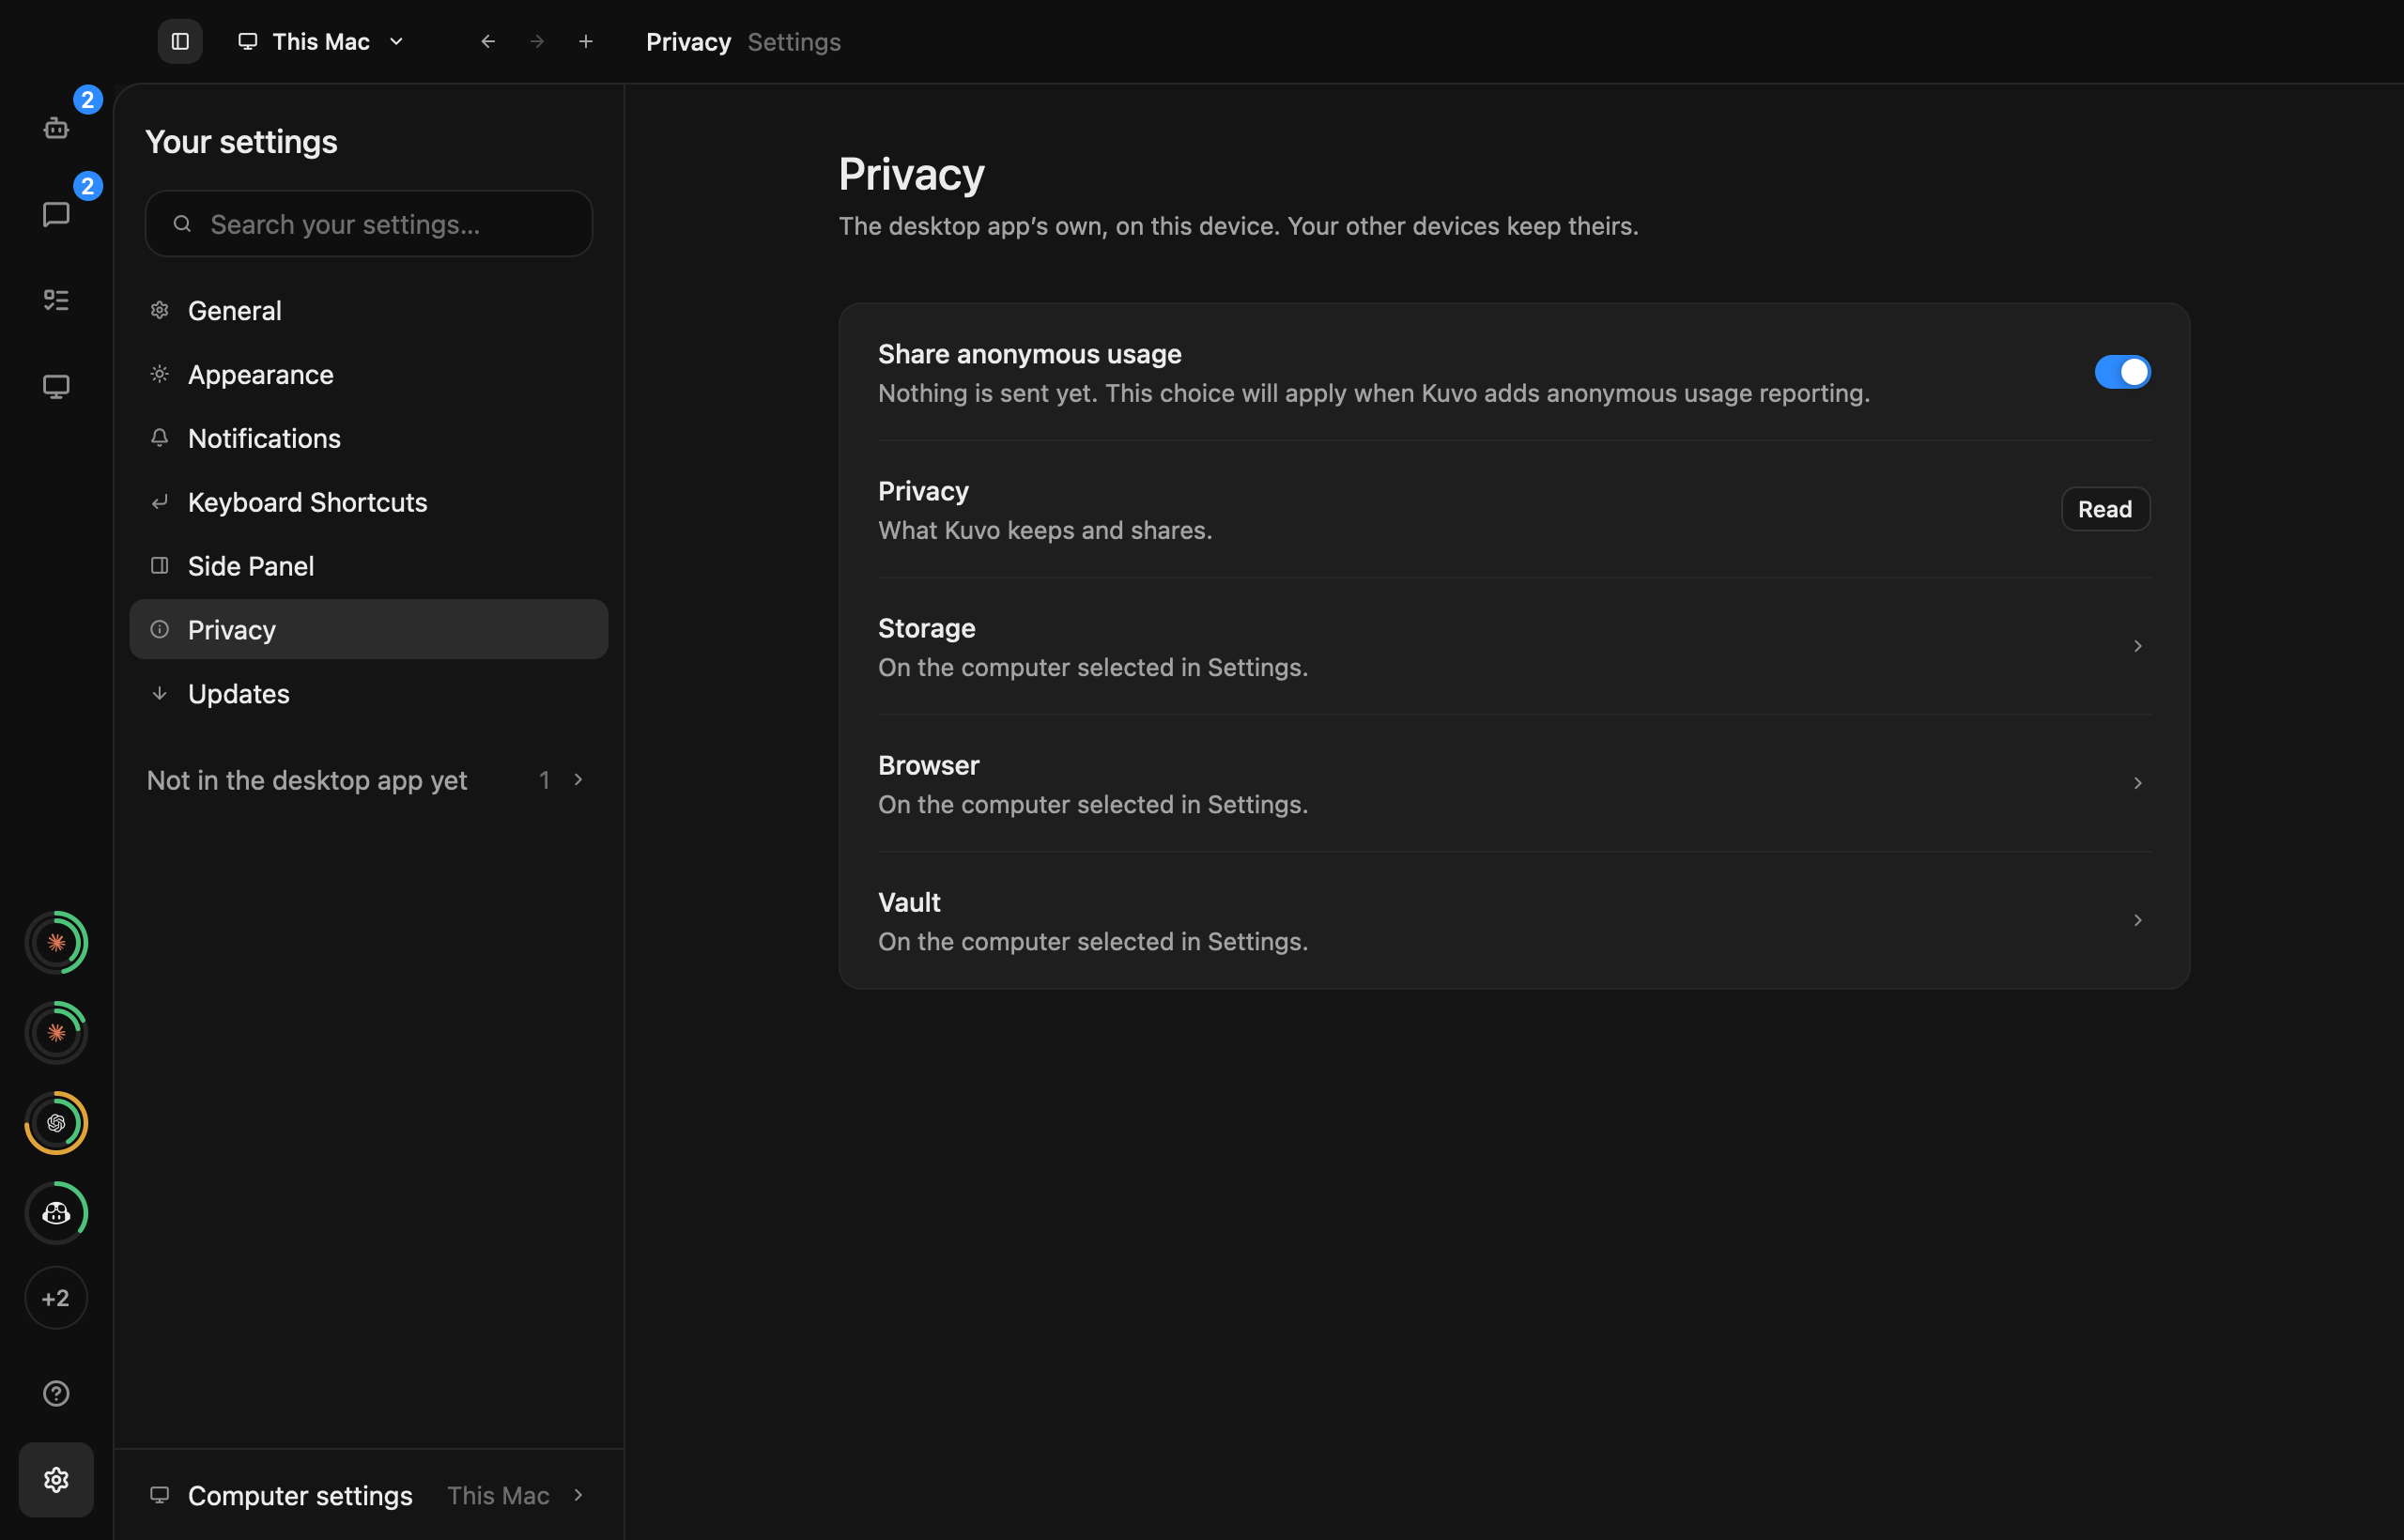 This Mac
Privacy Settings
2
2
Your settings
Search your settings...
General
Appearance
Notifications
Keyboard Shortcuts
Side Panel
Privacy
Updates
Not in the desktop app yet 1
+2
Computer settings This Mac
Privacy
The desktop app’s own, on this device. Your other devices keep theirs.
Share anonymous usage
Nothing is sent yet. This choice will apply when Kuvo adds anonymous usage reporting.
Privacy
What Kuvo keeps and shares.
Read
Storage
On the computer selected in Settings.
Browser
On the computer selected in Settings.
Vault
On the computer selected in Settings.